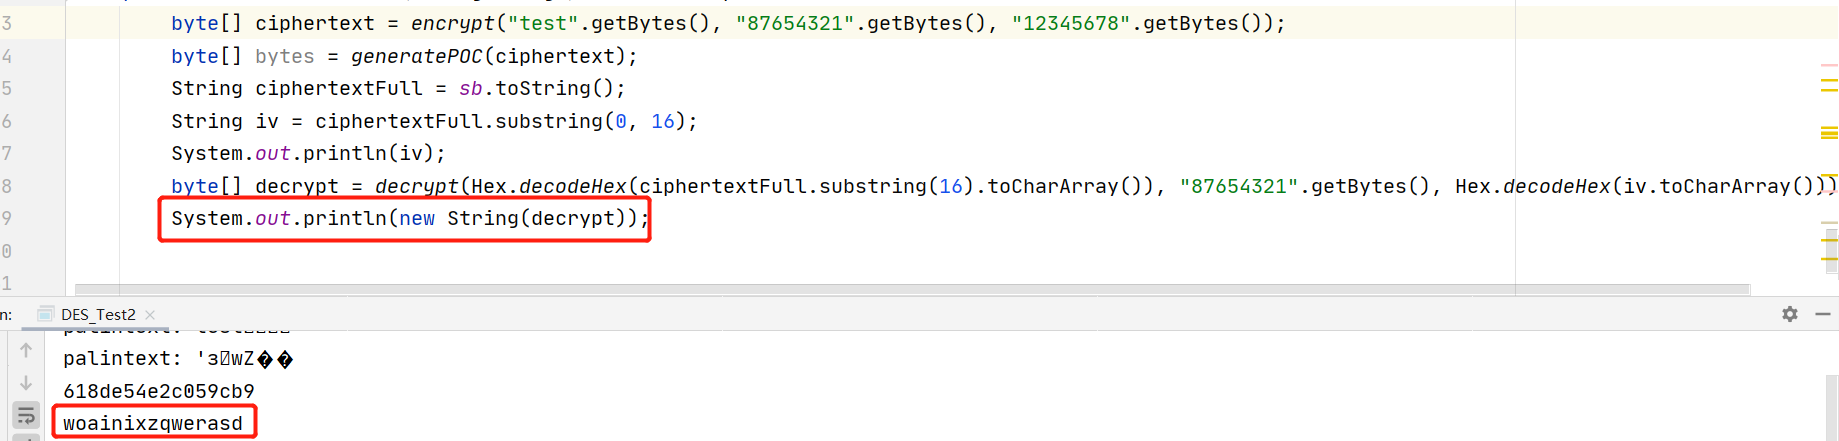 3 byte[] ciphertext = encrypt("test".getBytes(), "87654321".getBytes(), "12345678".getBytes());
4 byte[] bytes = generatePOC(ciphertext);
5 String ciphertextFull = sb.toString();
6 String iv = ciphertextFull.substring(0, 16);
7 System.out.println(iv);
8 byte[] decrypt = decrypt(Hex.decodeHex(ciphertextFull.substring(16).toCharArray()), "87654321".getBytes(), Hex.decodeHex(iv.toCharArray()))
9 System.out.println(new String(decrypt));
0
1
n: DES_Test2
palintext: 'з wZ��
618de54e2c059cb9
woainixzqwerasd